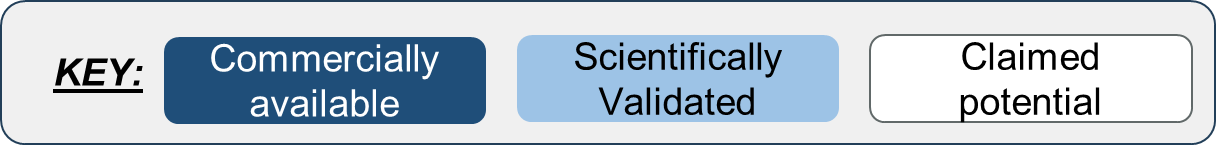 KEY:
Commercially
available
Scientifically
Validated
Claimed
potential